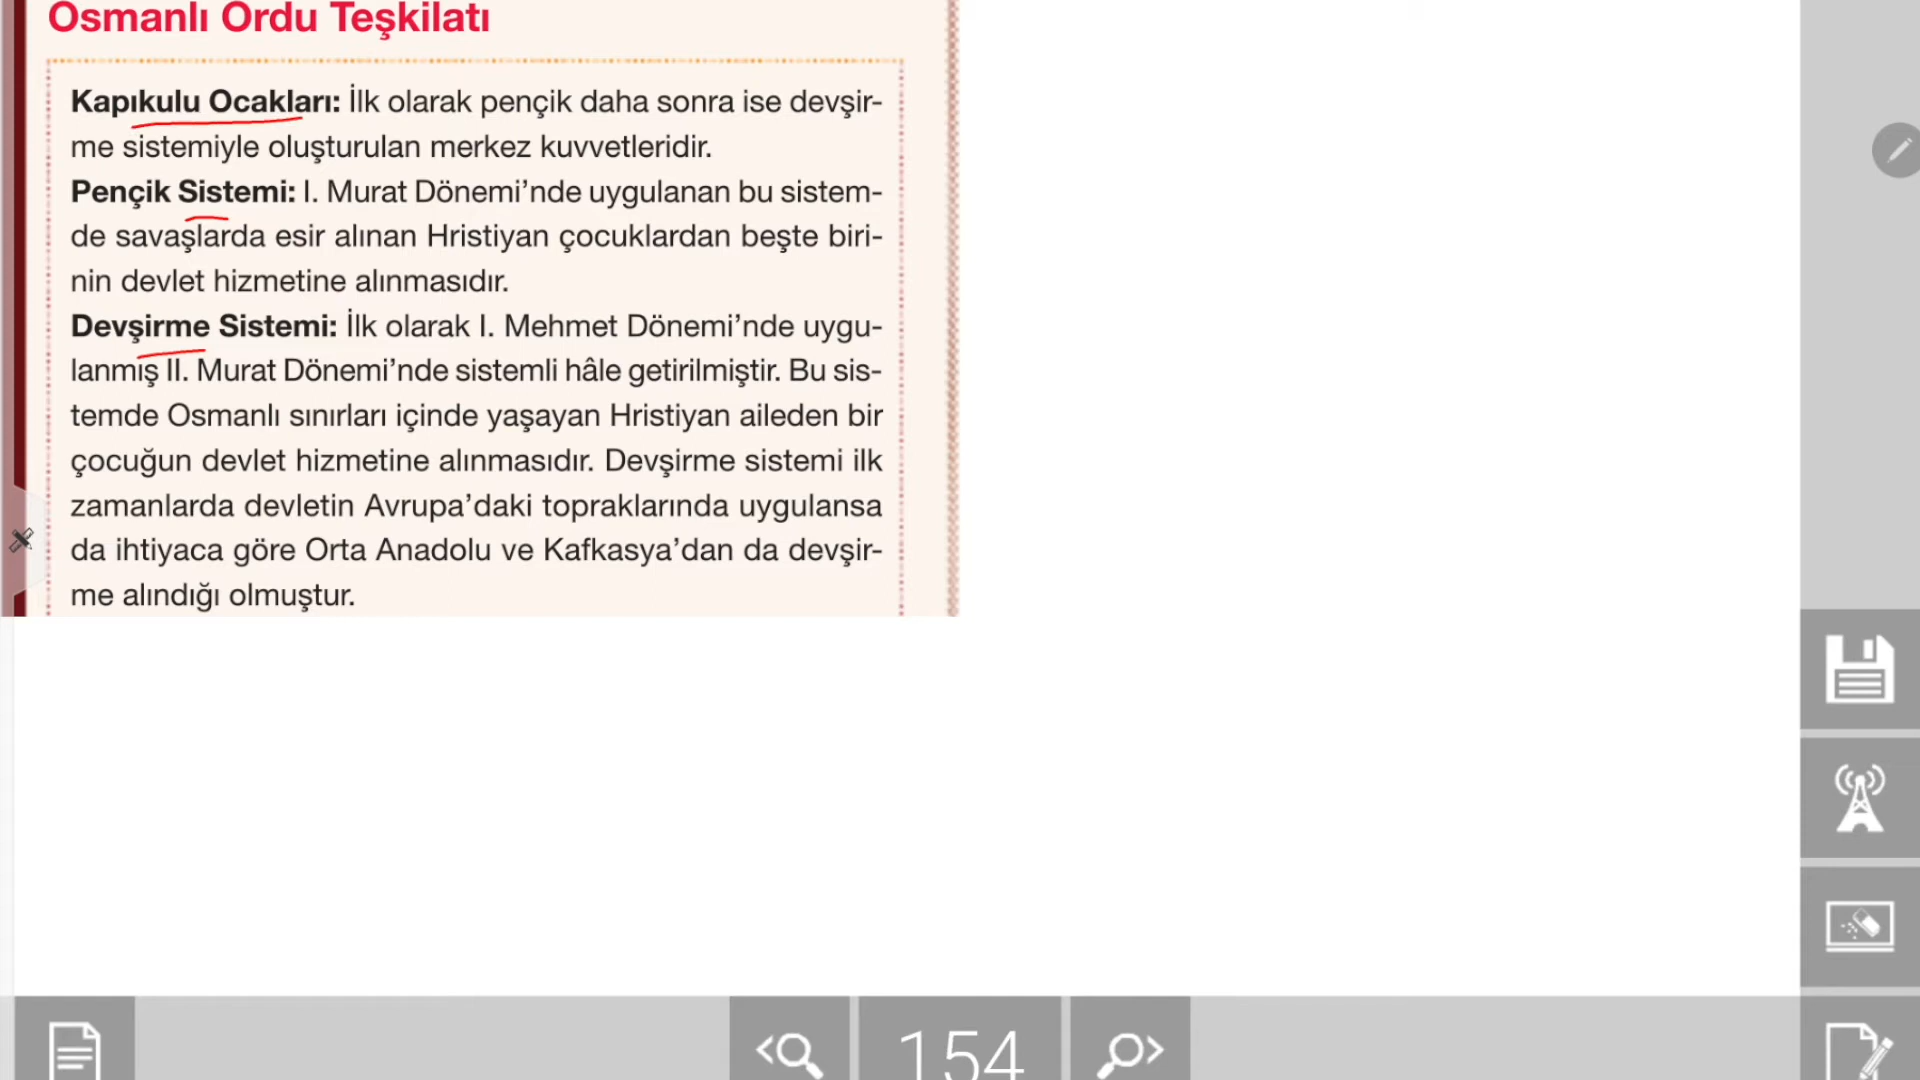 Osmanlı Ordu Teşkilatı
Kapıkulu Ocakları: İlk olarak pençik daha sonra ise devşir-
me sistemiyle oluşturulan merkez kuvvetleridir.
Pençik Sistemi: I. Murat Dönemi’nde uygulanan bu sistem-
de savaşlarda esir alınan Hristiyan çocuklardan beşte biri-
nin devlet hizmetine alınmasıdır.
Devşirme Sistemi: İlk olarak I. Mehmet Dönemi’nde uygu-
lanmış II. Murat Dönemi’nde sistemli hâle getirilmiştir. Bu sis-
temde Osmanlı sınırları içinde yaşayan Hristiyan aileden bir
çocuğun devlet hizmetine alınmasıdır. Devşirme sistemi ilk
zamanlarda devletin Avrupa’daki topraklarında uygulansa
da ihtiyaca göre Orta Anadolu ve Kafkasya’dan da devşir-
me alındığı olmuştur.
154